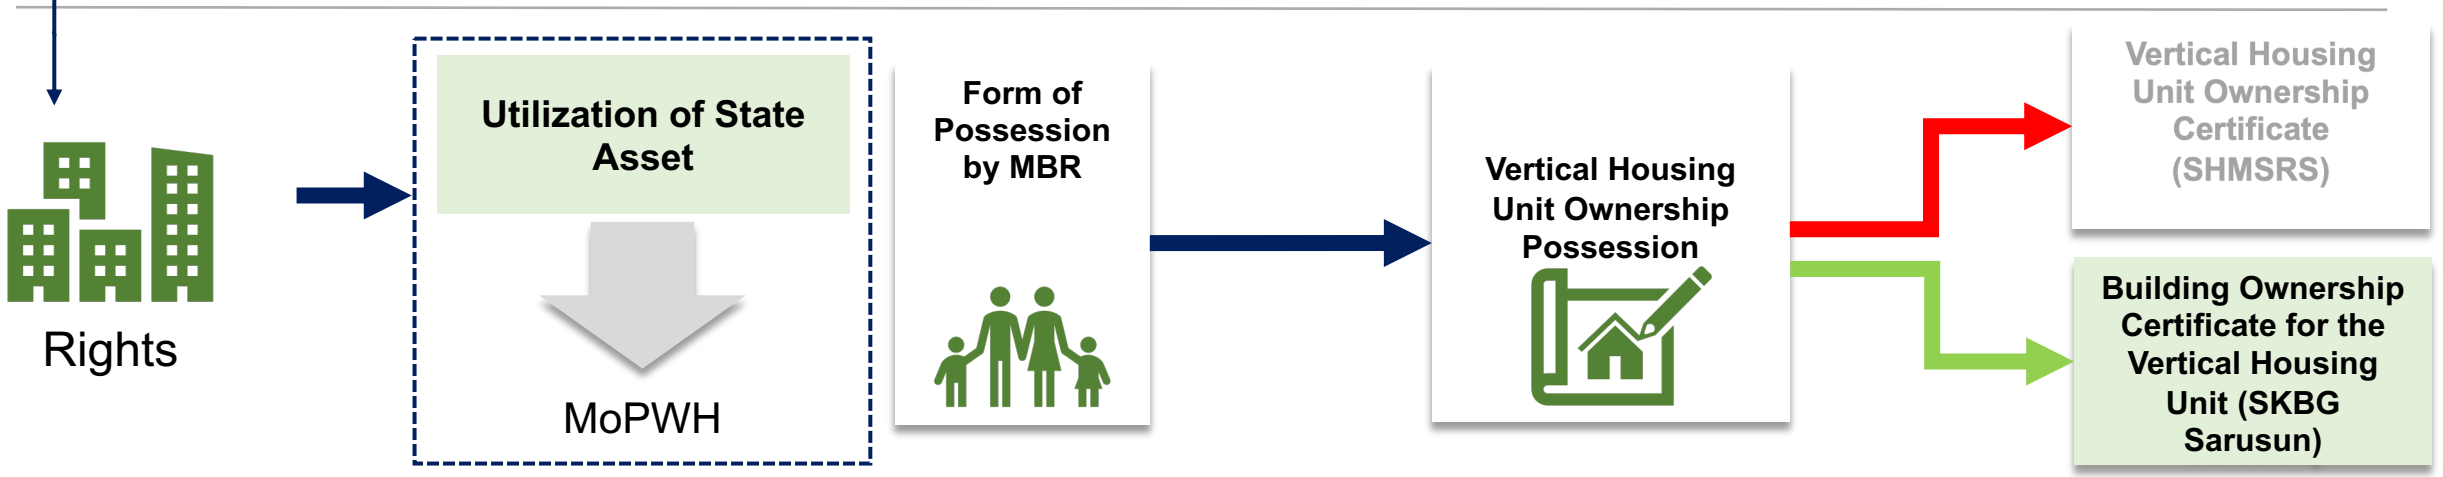 Rights
Utilization of State
Asset
MoPWH
Form of
Possession
by MBR
Vertical Housing
Unit Ownership
Possession
Vertical Housing
Unit Ownership
Certificate
(SHMSRS)
Building Ownership
Certificate for the
Vertical Housing
Unit (SKBG
Sarusun)